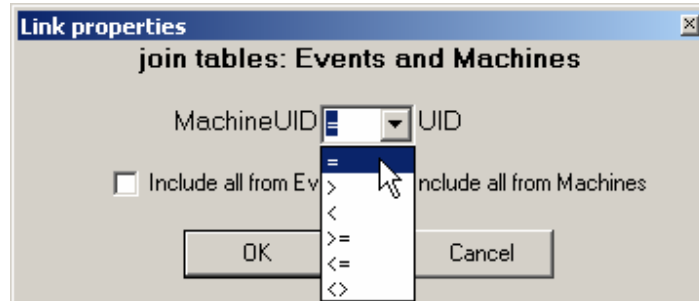 Link properties
join tables: Events and Machines
MachineUID = UID
=
Include all from Ev > nclude all from Machines
<
>=
OK Cancel
<=
<>